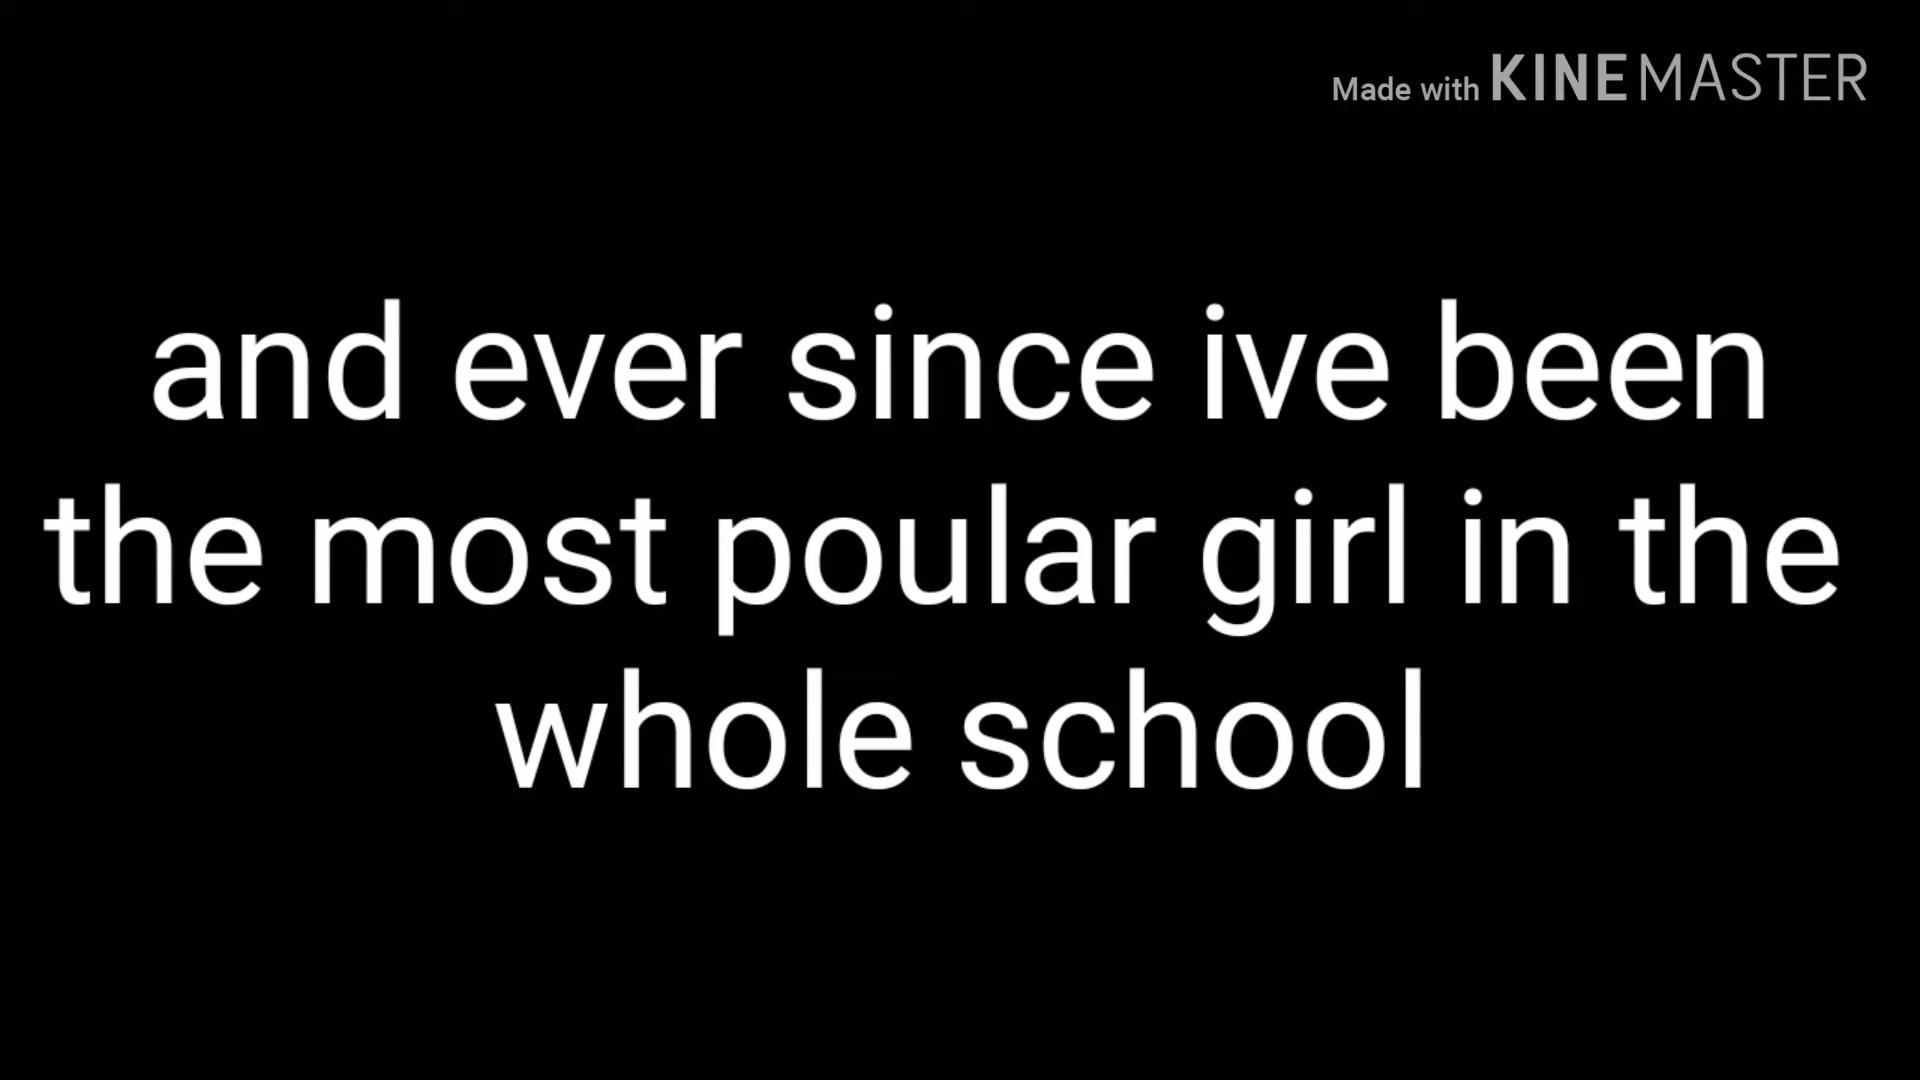 Made with KINEMASTER
and ever since ive been
the most poular girl in the
whole school